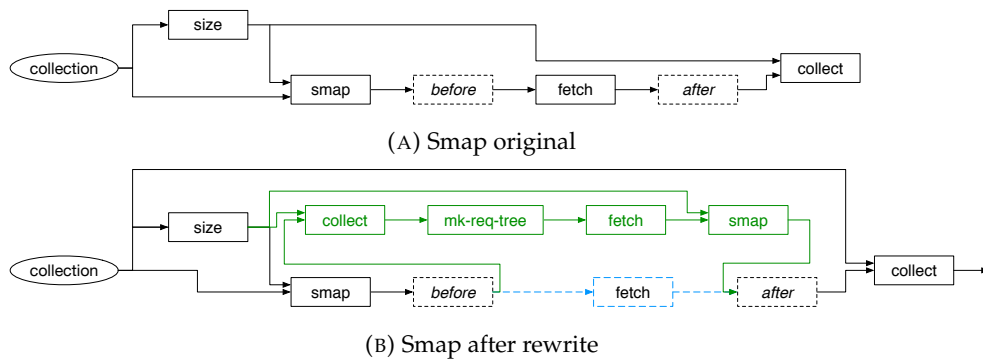 size
collection
smap
before
fetch
after
collect
(A) Smap original
collect
mk-req-tree
fetch
smap
size
collection
smap
before
fetch
after
collect
(B) Smap after rewrite